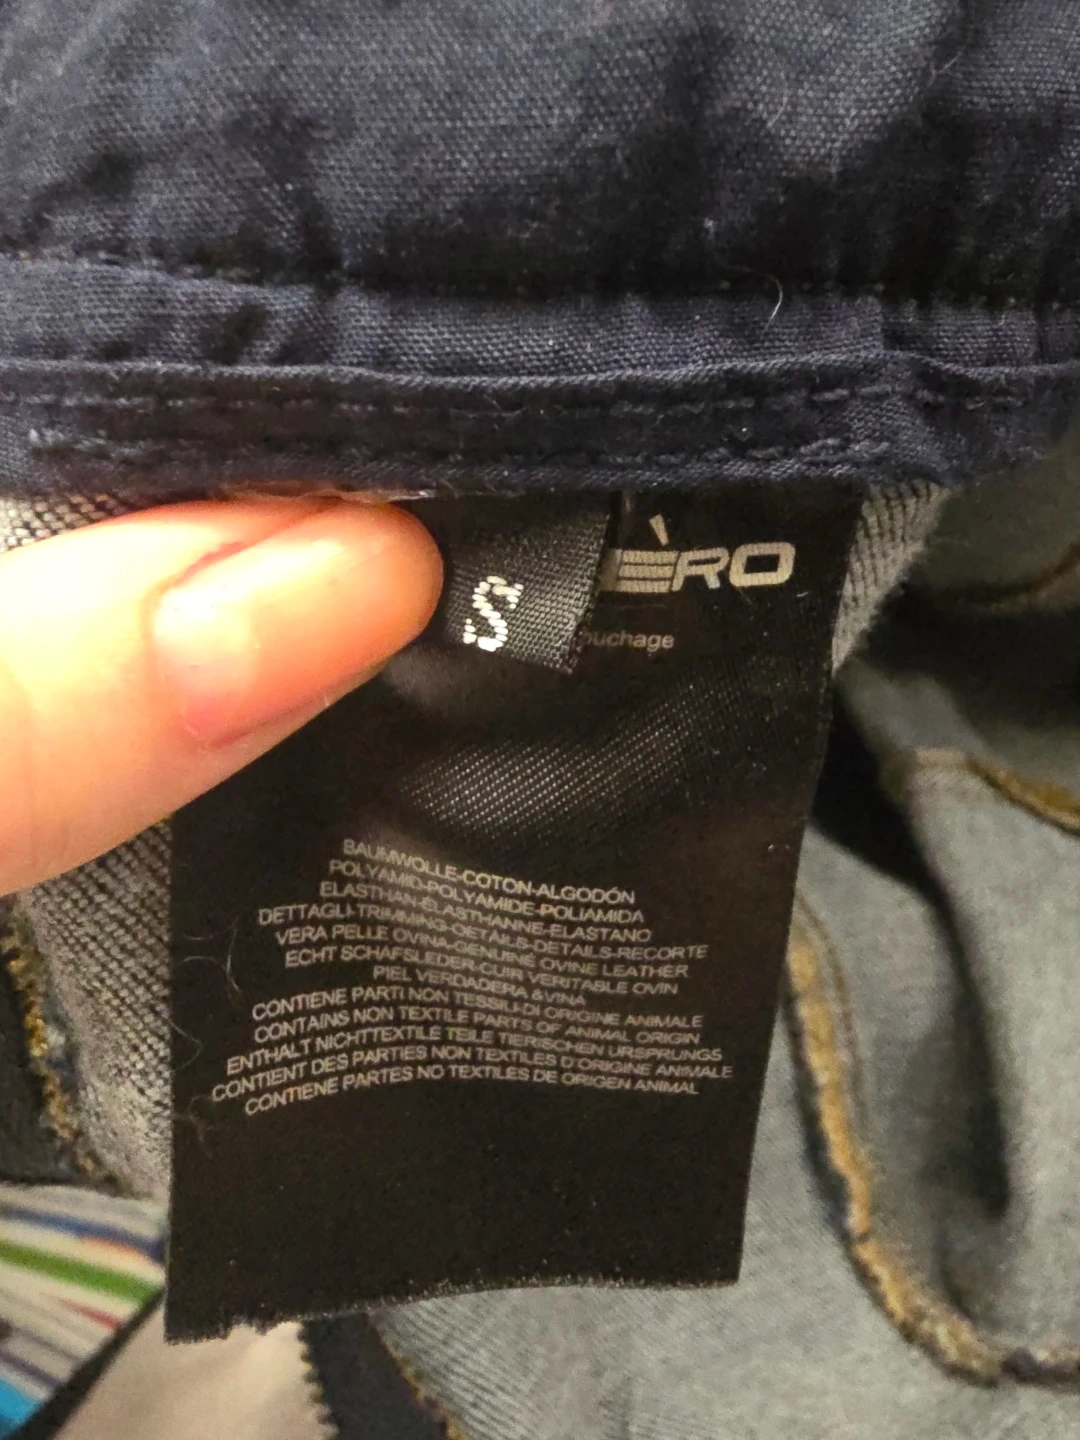 S
ÈRO
ouchage
BAUMWOLLE-COTON-ALGODÓN
POLYAMID-POLYAMIDE-POLIAMIDA
ELASTHAN-ELASTHANNE-ELASTANO
DETTAGLI-TRIMMING-DETAILS-DETAILS-RECORTE
VERA PELLE OVINA-GENUINE OVINE LEATHER
ECHT SCHAFSLEDER-CUIR VERITABLE OVIN
PIEL VERDADERA &VINA
CONTIENE PARTI NON TESSILI-DI ORIGINE ANIMALE
CONTAINS NON TEXTILE PARTS OF ANIMAL ORIGIN
ENTHALT NICHTTEXTILE TEILE TIERISCHEN URSPRUNGS
CONTIENT DES PARTIES NON TEXTILES D'ORIGINE ANIMALE
CONTIENE PARTES NO TEXTILES DE ORIGEN ANIMAL